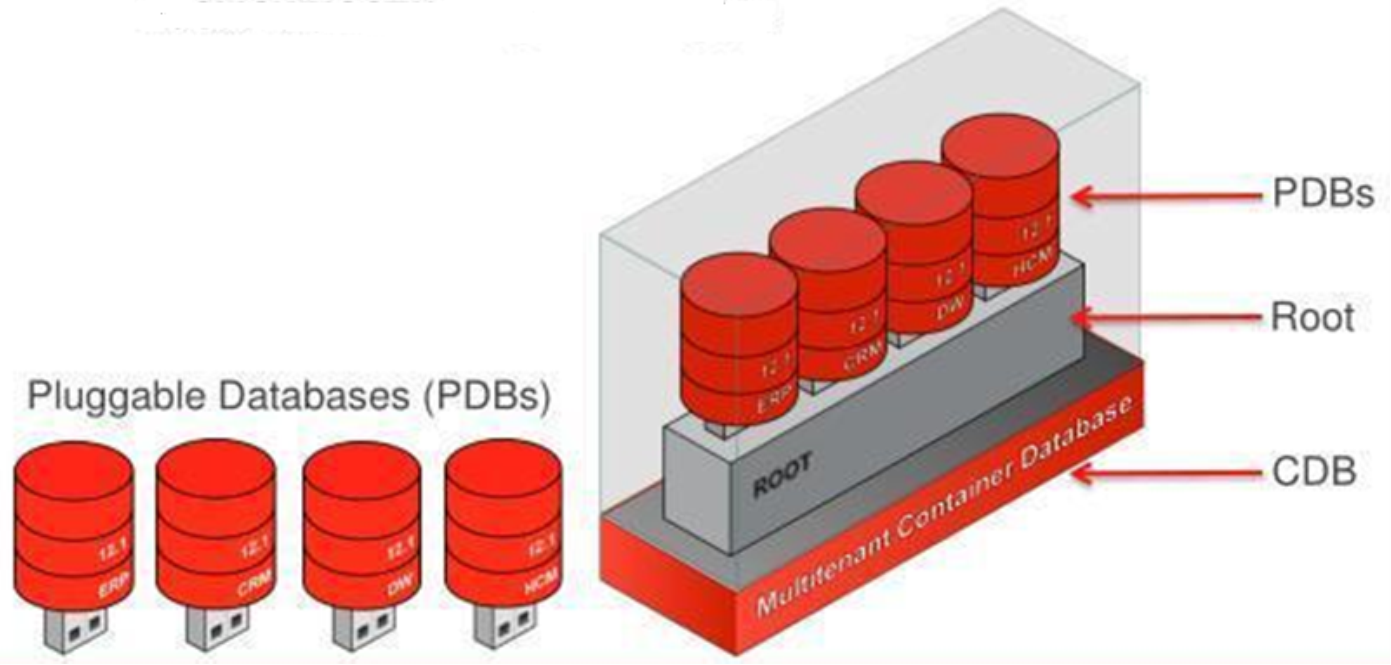 Pluggable Databases (PDBs)
12.1
ERP
12.1
CRM
12.1
DW
12.1
HCM
12.1
ERP
12.1
CRM
12.1
DW
12.1
HCM
ROOT
Multitenant Container Database
PDBs
Root
CDB